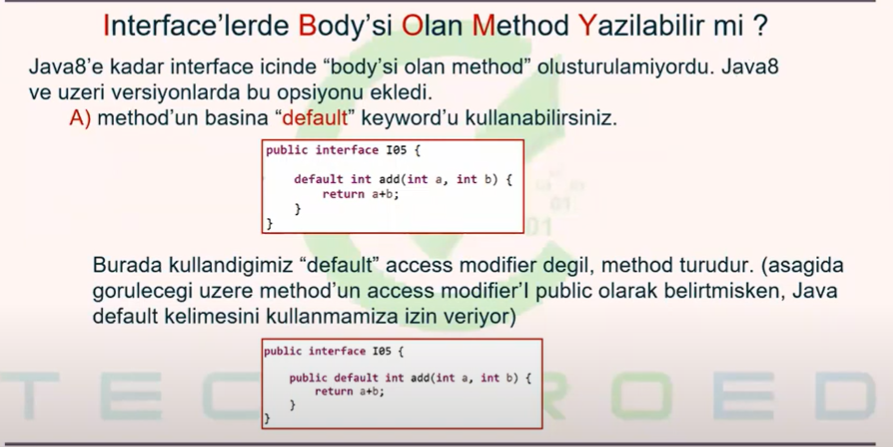 Interface'lerde Body'si Olan Method Yazilabilir mi ?
Java8'e kadar interface icinde “body'si olan method” olusturulamiyordu. Java8
ve uzeri versiyonlarda bu opsiyonu ekledi.
A) method'un basina “default” keyword'u kullanabilirsiniz.
public interface I05 {
default int add(int a, int b) {
return a+b;
}
}
01
01
Burada kullandigimiz “default” access modifier degil, method turudur. (asagida
gorulecegi uzere method'un access modifier'I public olarak belirtmisken, Java
default kelimesini kullanmamiza izin veriyor)
public interface I05 {
public default int add(int a, int b) {
return a+b;
}
}
T E C R O E D